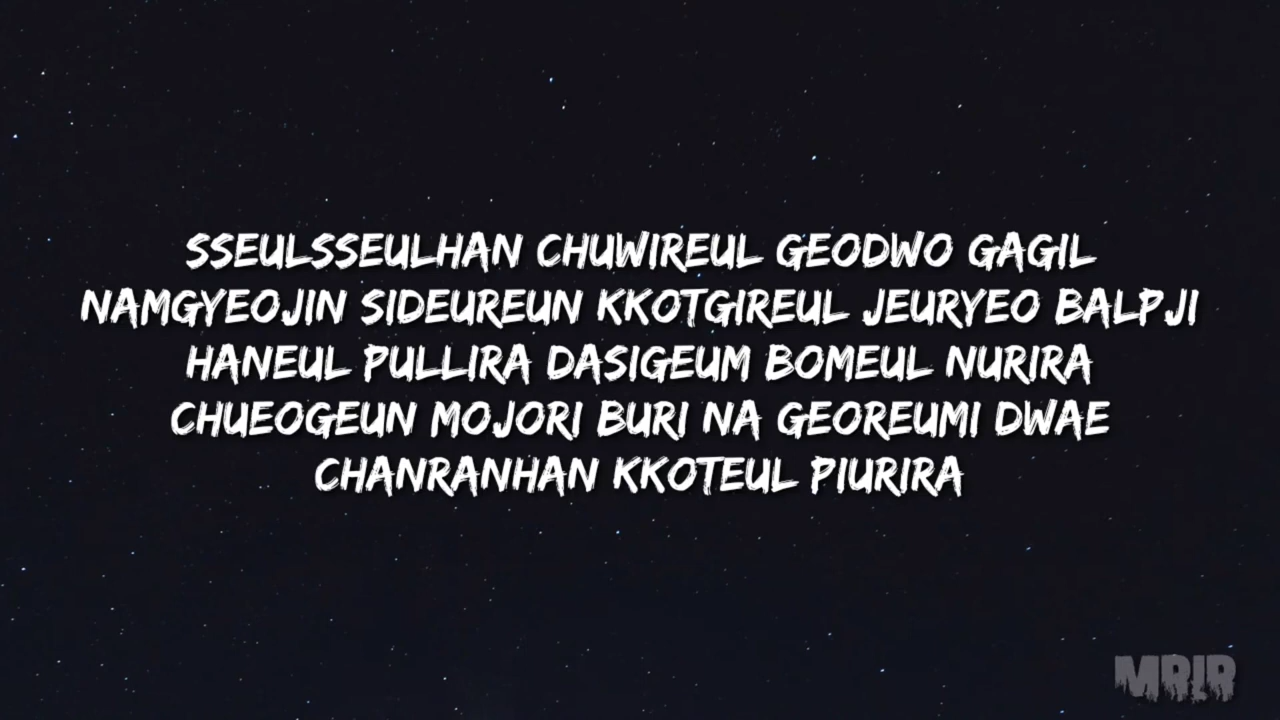 SSEULSSEULHAN CHUWIREUL GEODWO GAGIL
NAMGYEOJIN SIDEUREUN KKOTGIREUL JEURYEO BALPJI
HANEUL PULLIRA DASIGEUM BOMEUL NURIRA
CHUEOGEUN MOJORI BURI NA GEOREUMI DWAE
CHANRANHAN KKOTEUL PIURIRA
MRLR